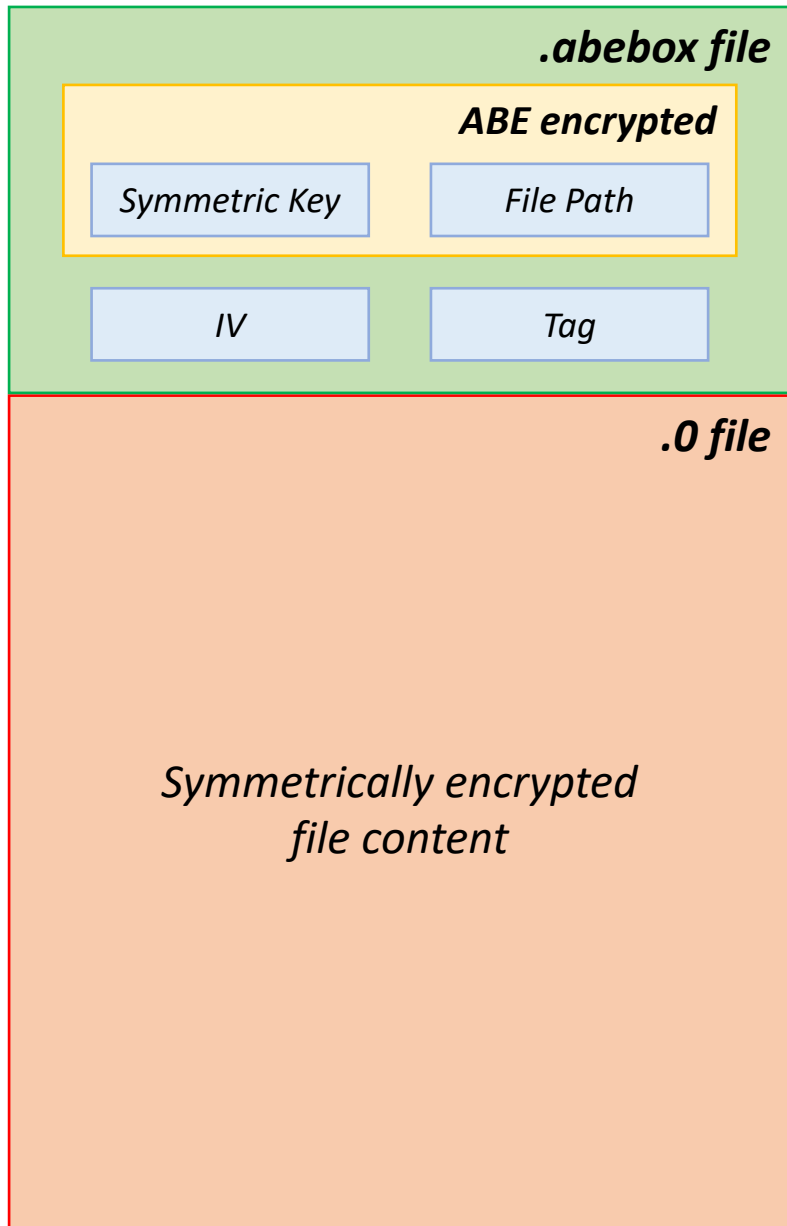 .abebox file
ABE encrypted
Symmetric Key
File Path
IV
Tag
.0 file
Symmetrically encrypted
file content